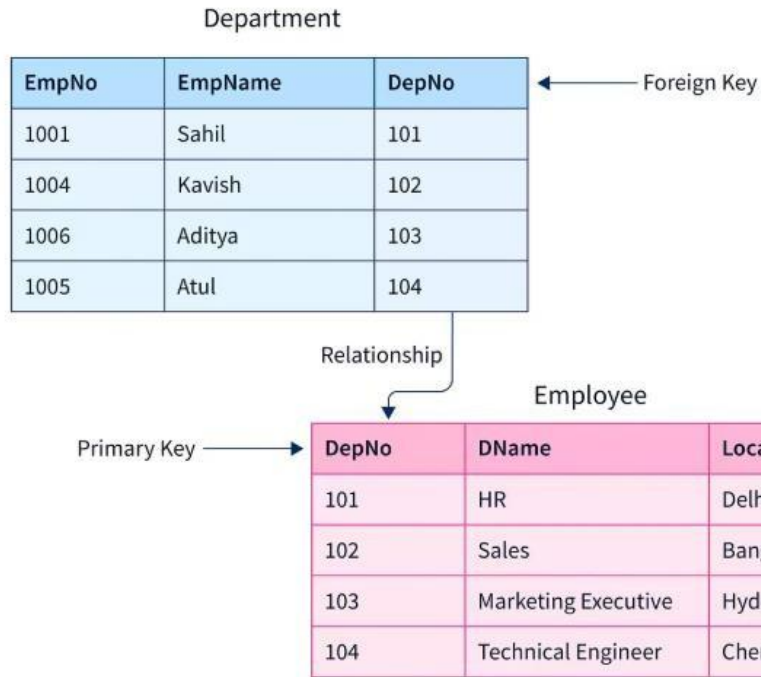 Department
EmpNo EmpName DepNo Foreign Key
1001 Sahil 101
1004 Kavish 102
1006 Aditya 103
1005 Atul 104
Relationship
Employee
Primary Key DepNo DName
101 HR
102 Sales
103 Marketing Executive
104 Technical Engineer